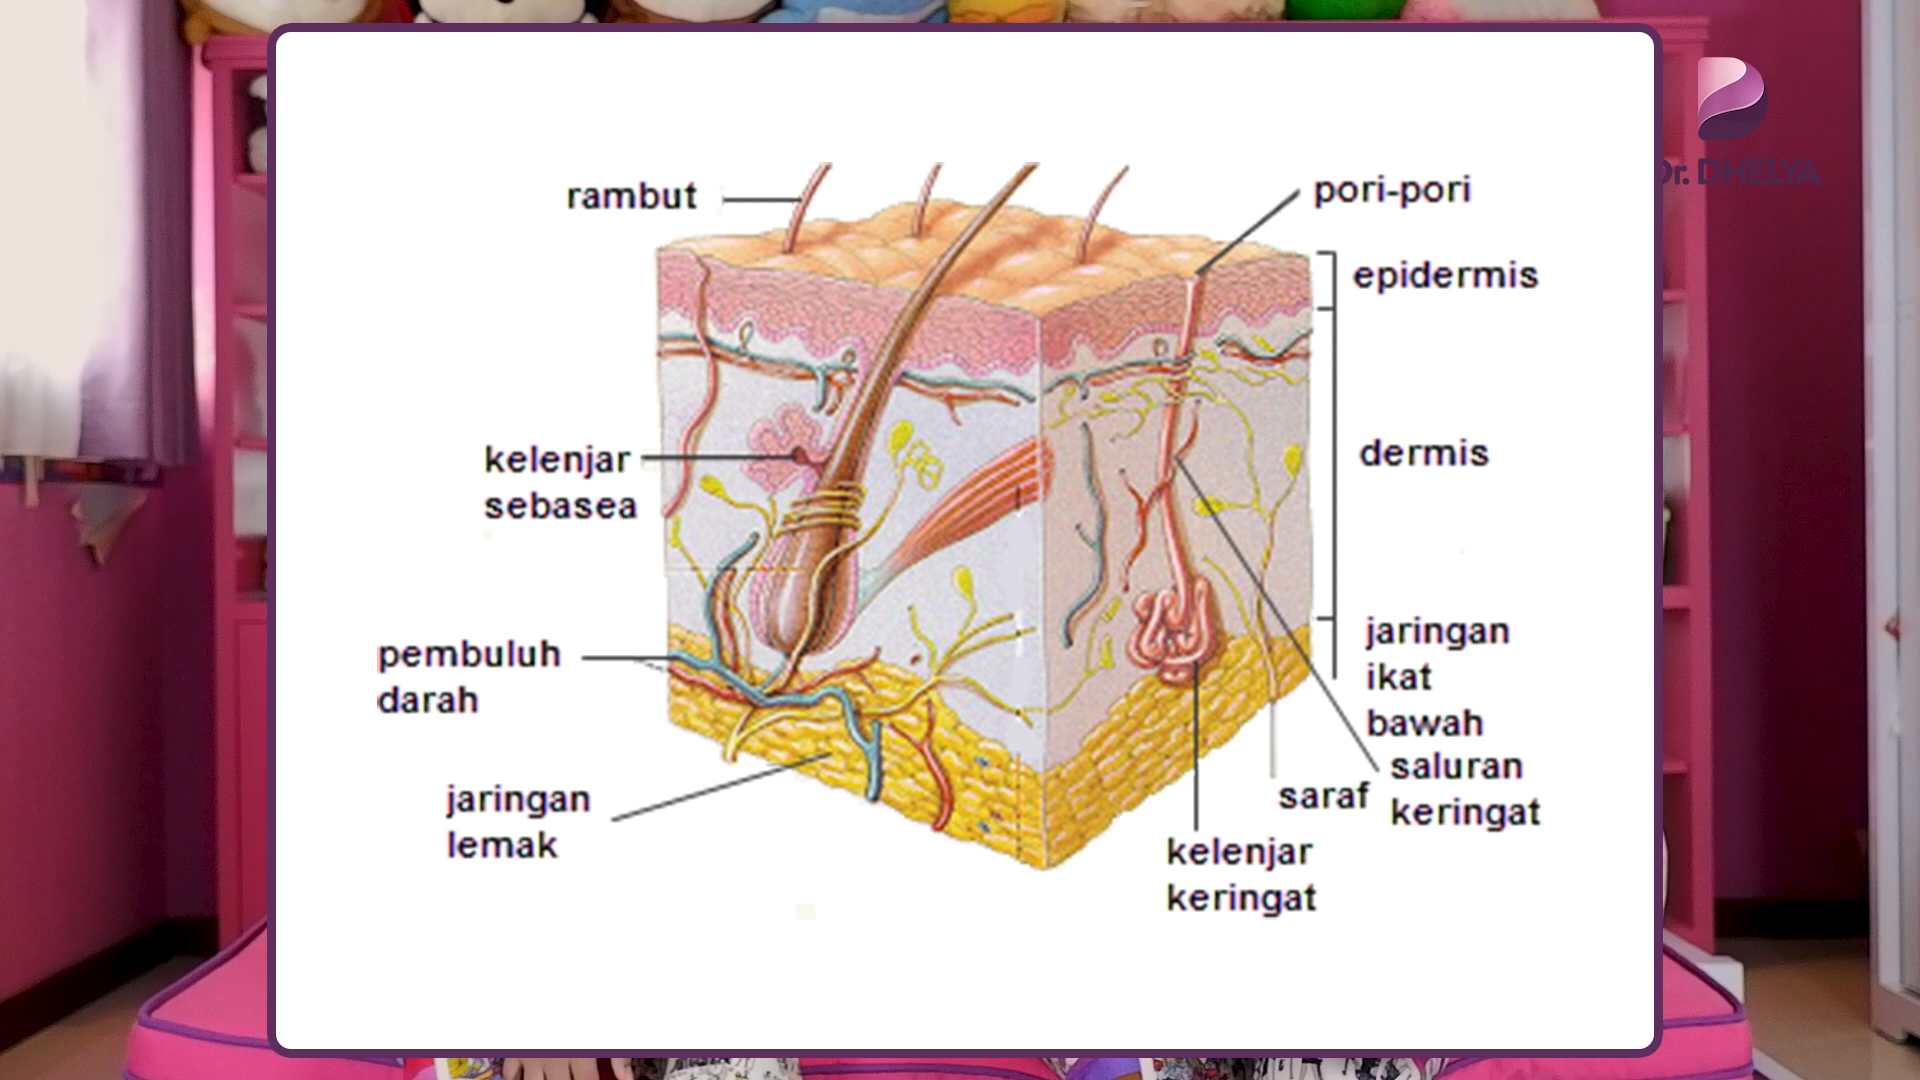 rambut
pori-pori
epidermis
kelenjar
sebasea
dermis
pembuluh
darah
jaringan
ikat
bawah
jaringan
lemak
saraf
saluran
keringat
kelenjar
keringat
Dr. DHELYA